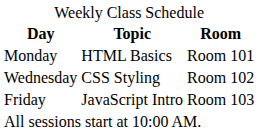 Weekly Class Schedule
Day Topic Room
Monday HTML Basics Room 101
Wednesday CSS Styling Room 102
Friday JavaScript Intro Room 103
All sessions start at 10:00 AM.